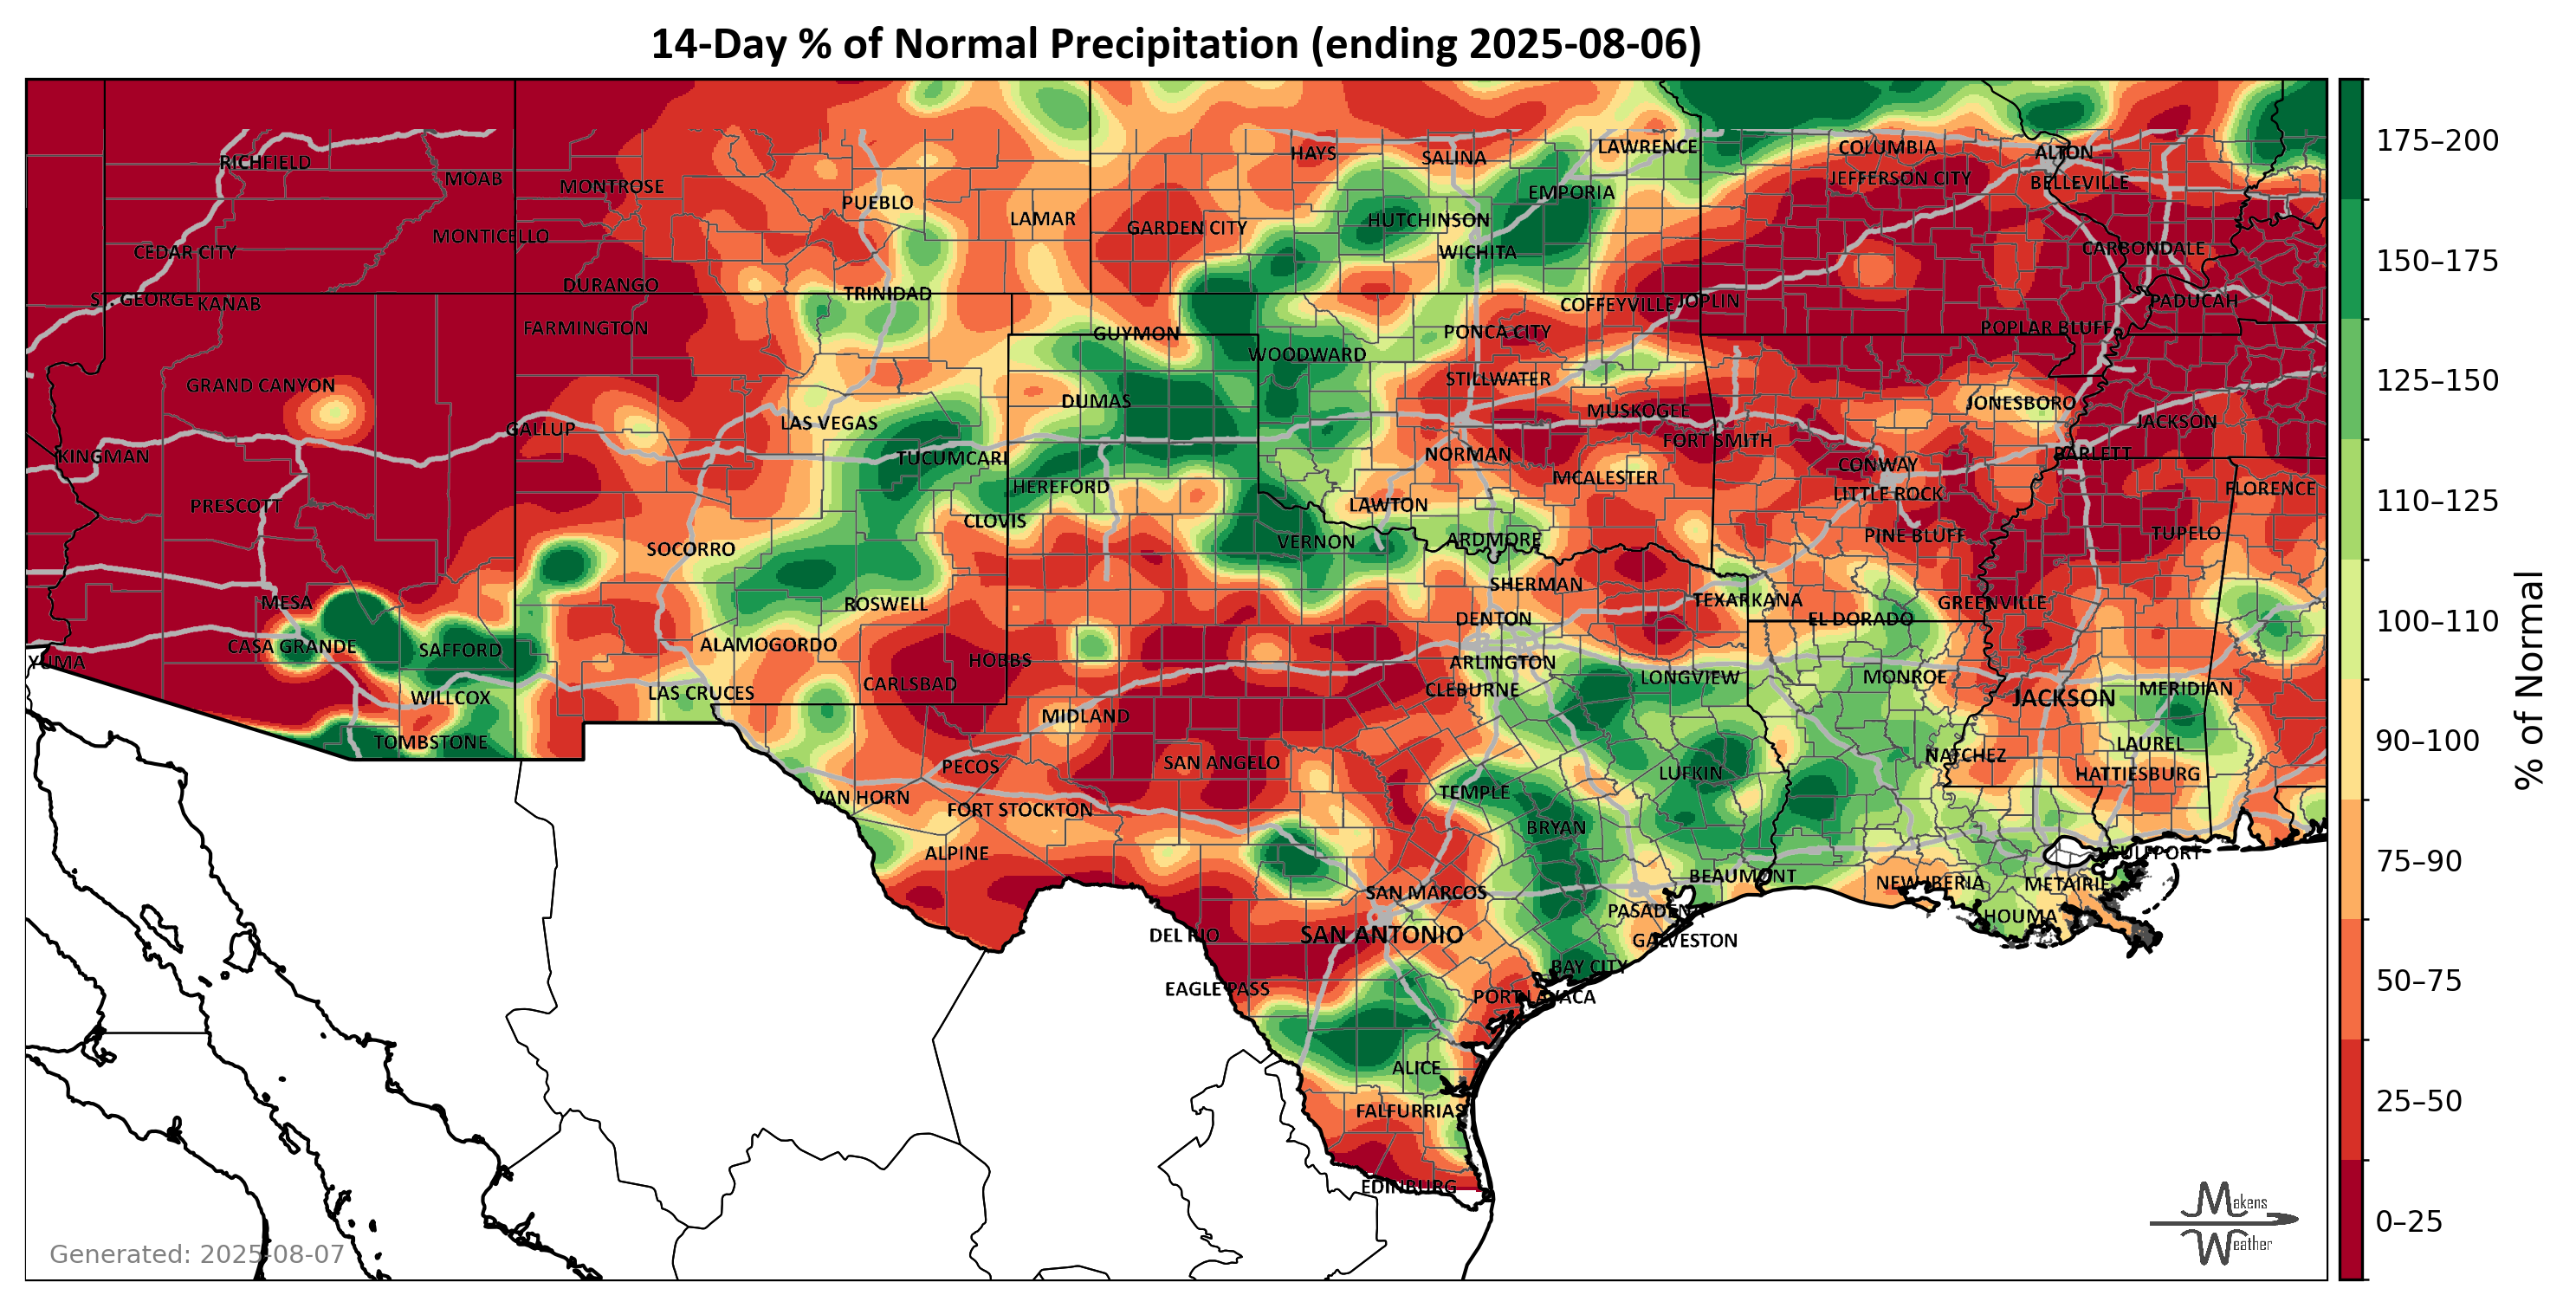 14-Day % of Normal Precipitation (ending 2025-08-06)
RICHFIELD
MOAB
MONTROSE
PUEBLO
LAMAR
HAYS
SALINA
LAWRENCE
COLUMBIA
ALTON
JEFFERSON CITY
BELLEVILLE
EMPORIA
GARDEN CITY
HUTCHINSON
MONTICELLO
CEDAR CITY
WICHITA
CARBONDALE
DURANGO
TRINIDAD
ST. GEORGE
KANAB
COFFEYVILLE
JOPLIN
PADUCAH
FARMINGTON
GUYMON
PONCA CITY
POPLAR BLUFF
WOODWARD
GRAND CANYON
STILLWATER
DUMAS
JONESBORO
MUSKOGEE
LAS VEGAS
JACKSON
GALLUP
FORT SMITH
KINGMAN
TUCUMCARI
NORMAN
BARLETT
CONWAY
HEREFORD
MCALESTER
LITTLE ROCK
FLORENCE
PRESCOTT
LAWTON
CLOVIS
PINE BLUFF
TUPELO
SOCORRO
VERNON
ARDMORE
SHERMAN
MESA
ROSWELL
TEXARKANA
GREENVILLE
DENTON
EL DORADO
CASA GRANDE
SAFFORD
ALAMOGORDO
YUMA
HOBBS
ARLINGTON
CARLSBAD
LONGVIEW
MONROE
WILLCOX
LAS CRUCES
CLEBURNE
JACKSON
MERIDIAN
MIDLAND
TOMBSTONE
LAUREL
NATCHEZ
PECOS
SAN ANGELO
LUFKIN
HATTIESBURG
VAN HORN
FORT STOCKTON
TEMPLE
BRYAN
ALPINE
GULFPORT
BEAUMONT
SAN MARCOS
NEW IBERIA
METAIRIE
PASADENA
HOUMA
DEL RIO
SAN ANTONIO
GALVESTON
BAY CITY
EAGLE PASS
PORT LAVACA
ALICE
FALFURRIAS
EDINBURG
175–200
150–175
125–150
110–125
100–110
90–100
75–90
50–75
25–50
0–25
% of Normal
Makens
Weather
Generated: 2025-08-07